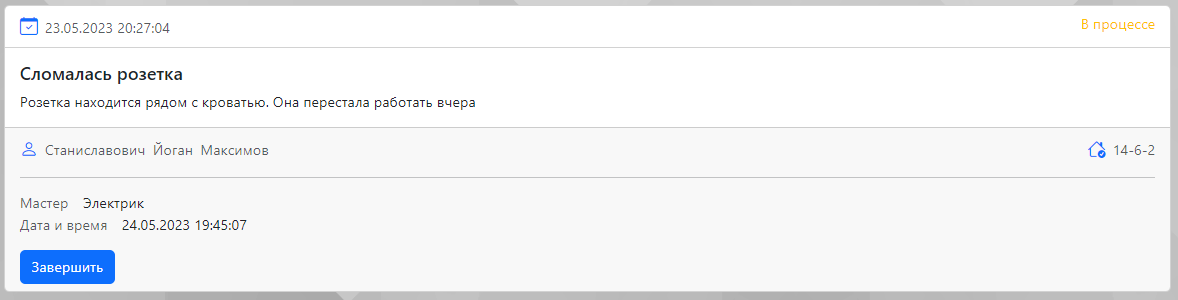 23.05.2023 20:27:04
В процессе
Сломалась розетка
Розетка находится рядом с кроватью. Она перестала работать вчера
Станиславович Йоган Максимов
14-6-2
Мастер Электрик
Дата и время 24.05.2023 19:45:07
Завершить